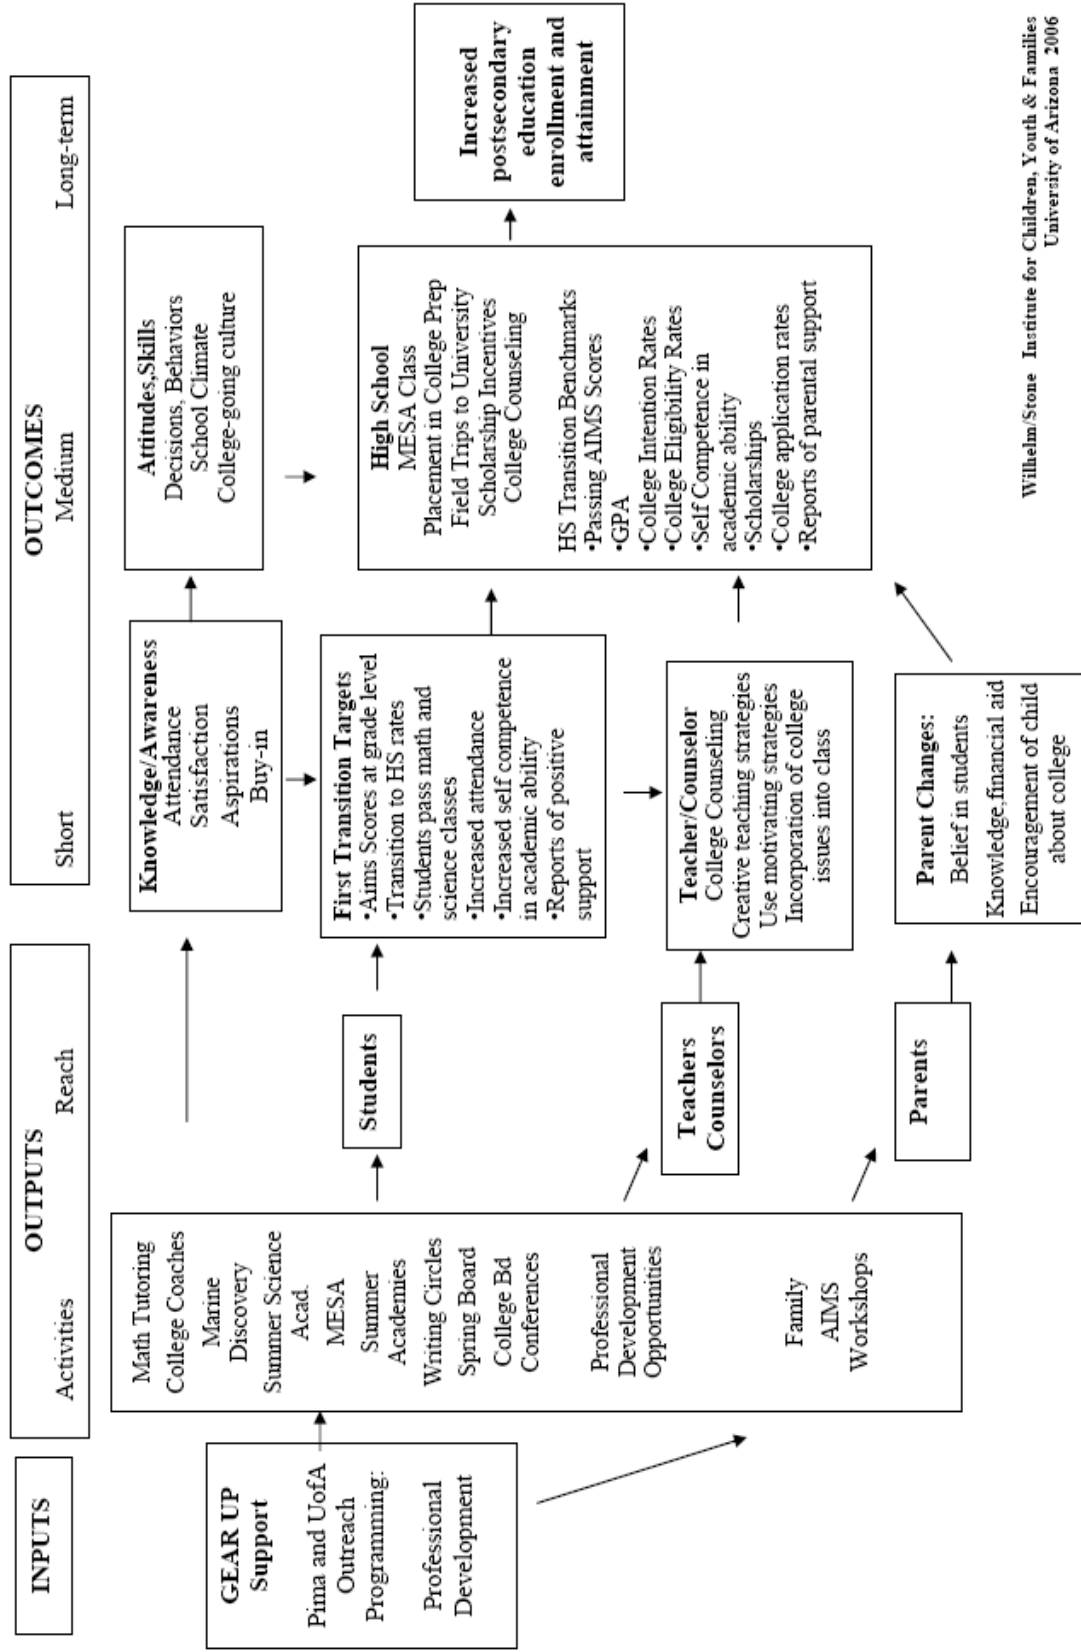 INPUTS
OUTPUTS
Activities
Reach
OUTCOMES
Short
Medium
Long-term
GEAR UP
Support
Pima and UofA
Outreach
Programming:
Professional
Development
Math Tutoring
College Coaches
Marine
Discovery
Summer Science
Acad.
MESA
Summer
Academies
Writing Circles
Spring Board
College Bd
Conferences
Professional
Development
Opportunities
Family
AIMS
Workshops
Students
Teachers
Counselors
Parents
Knowledge/Awareness
Attendance
Satisfaction
Aspirations
Buy-in
First Transition Targets
•Aims Scores at grade level
•Transition to HS rates
•Students pass math and
science classes
•Increased attendance
•Increased self competence
in academic ability
•Reports of positive
support
Teacher/Counselor
College Counseling
Creative teaching strategies
Use motivating strategies
Incorporation of college
issues into class
Parent Changes:
Belief in students
Knowledge,financial aid
Encouragement of child
about college
Attitudes,Skills
Decisions, Behaviors
School Climate
College-going culture
High School
MESA Class
Placement in College Prep
Field Trips to University
Scholarship Incentives
College Counseling
HS Transition Benchmarks
•Passing AIMS Scores
•GPA
•College Intention Rates
•College Eligibility Rates
•Self Competence in
academic ability
•Scholarships
•College application rates
•Reports of parental support
Increased
postsecondary
education
enrollment and
attainment
Wilhelm/Stone Institute for Children, Youth & Families
University of Arizona 2006